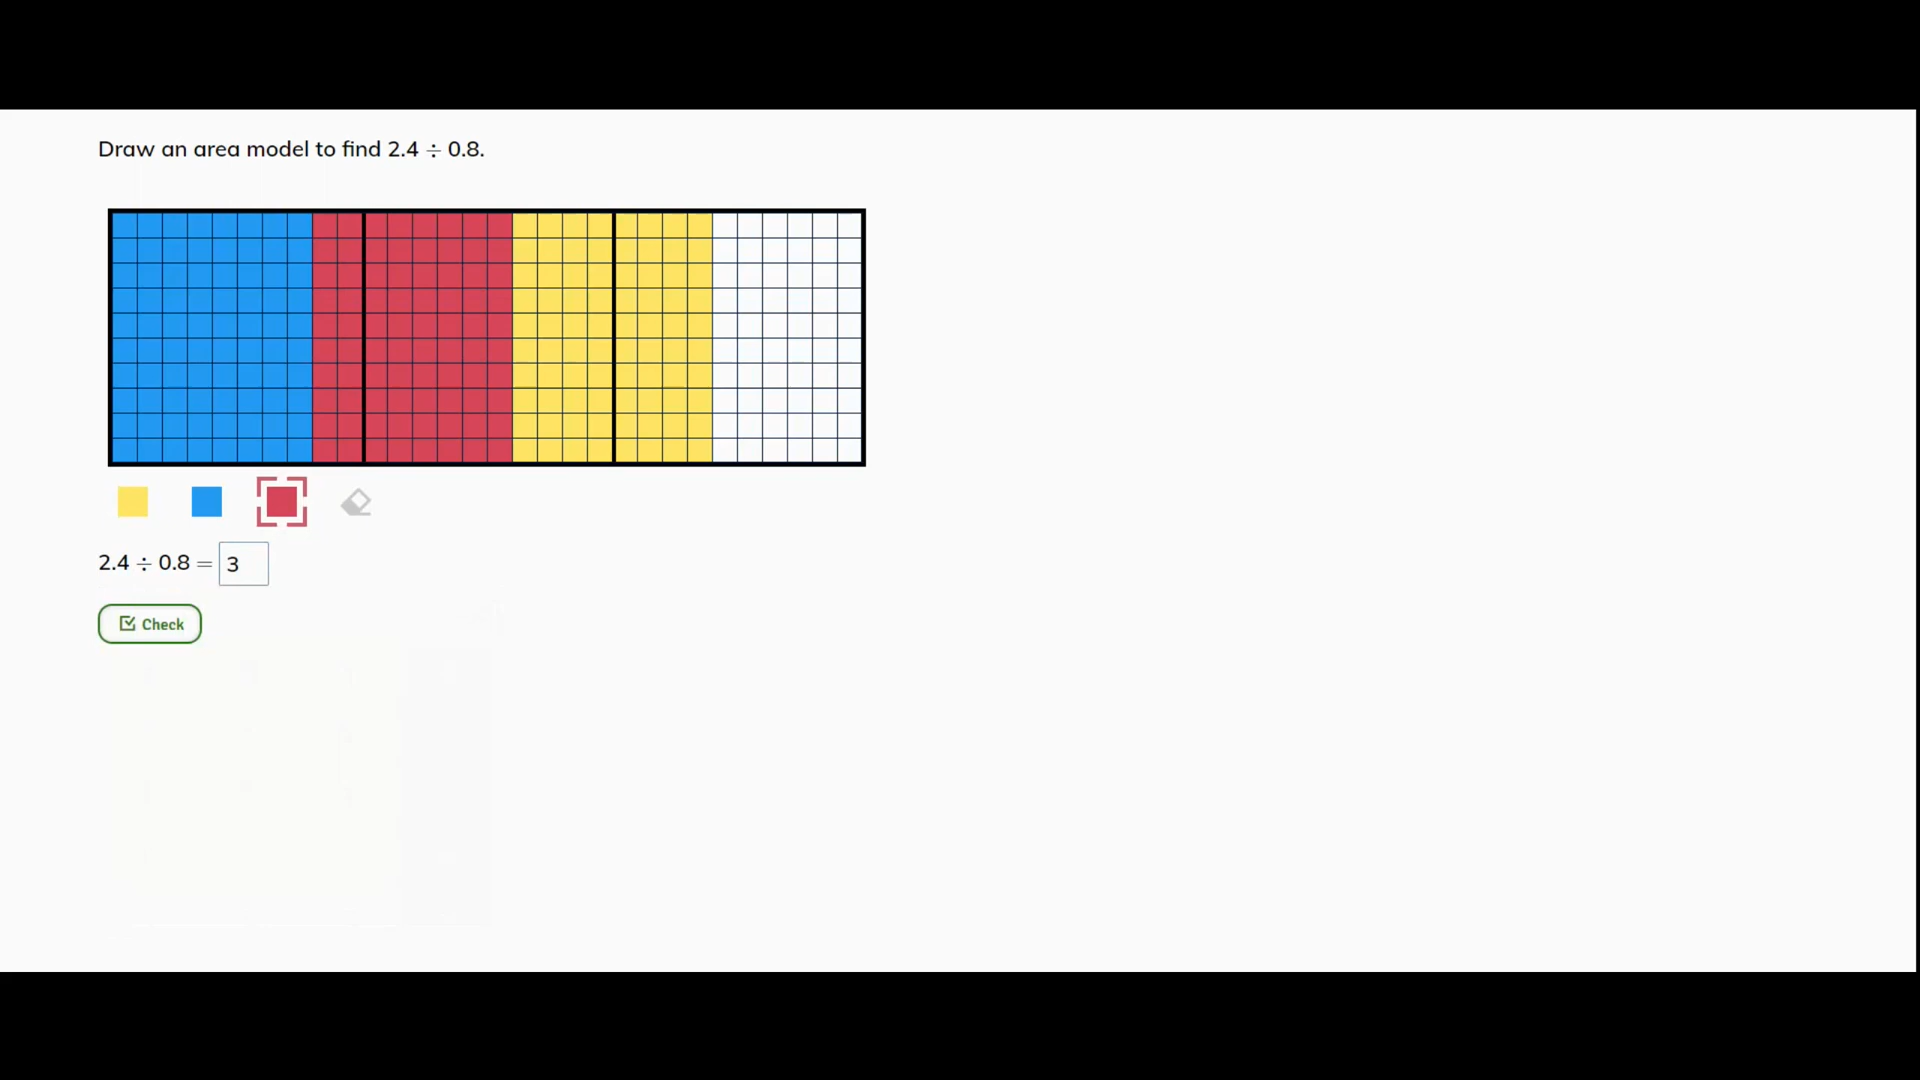 Draw an area model to find 2.4 ÷ 0.8.
2.4 ÷ 0.8 = 3
Check